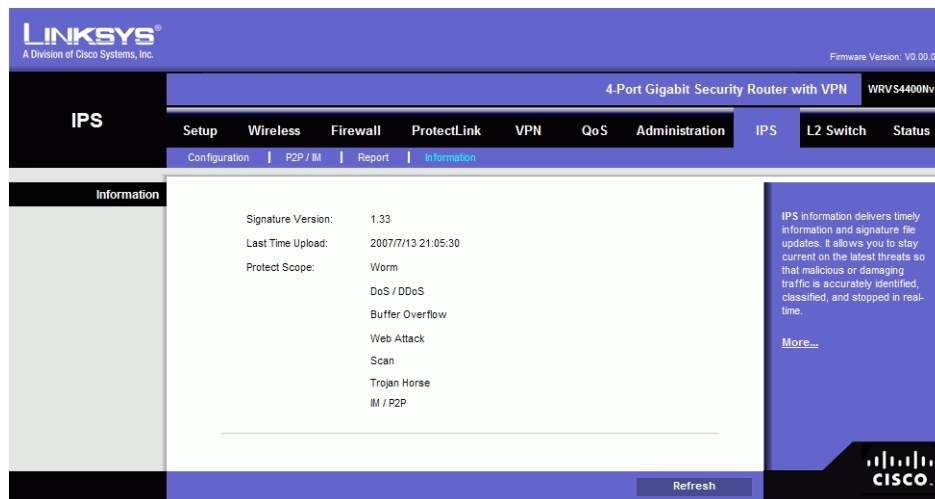 LINKSYS®
A Division of Cisco Systems, Inc.
Firmware Version: V0.00.0
4-Port Gigabit Security Router with VPN
WRVS4400Nv
IPS
Setup Wireless Firewall ProtectLink VPN QoS Administration IPS L2 Switch Status
Configuration | P2P / IM | Report | Information
Information
Signature Version: 1.33
Last Time Upload: 2007/7/13 21:05:30
Protect Scope: Worm
DoS / DDoS
Buffer Overflow
Web Attack
Scan
Trojan Horse
IM / P2P
IPS information delivers timely
information and signature file
updates. It allows you to stay
current on the latest threats so
that malicious or damaging
traffic is accurately identified,
classified, and stopped in real-
time.
More...
Refresh
CISCO.